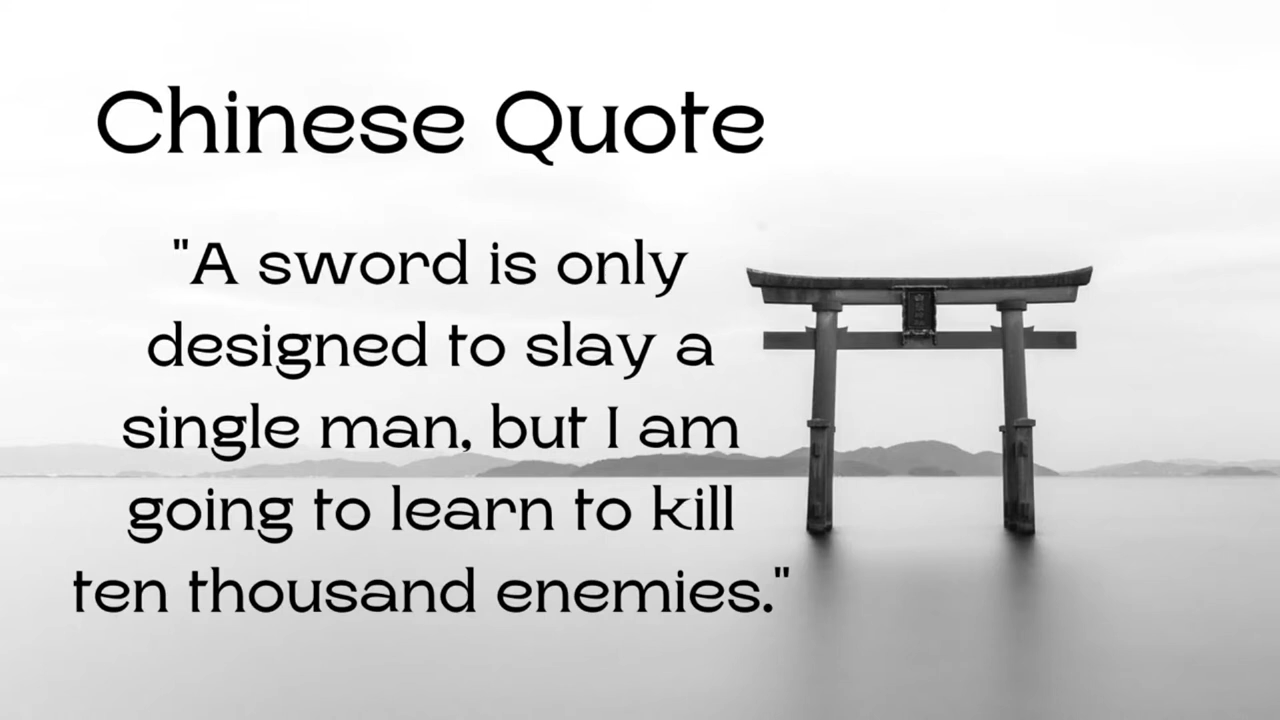 Chinese Quote
"A sword is only
designed to slay a
single man, but I am
going to learn to kill
ten thousand enemies."